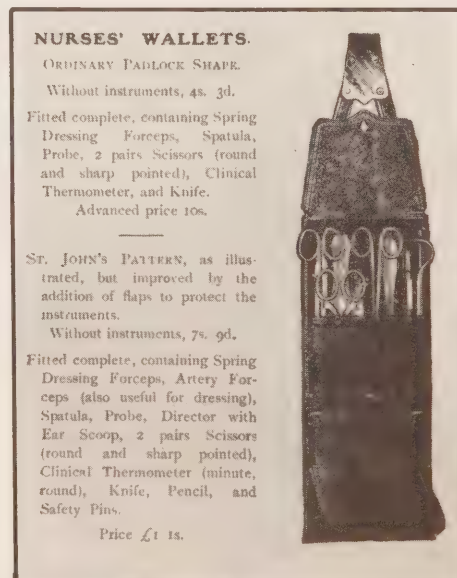 NURSES' WALLETS.
ORDINARY PADLOCK SHAPE.
Without instruments, 4s. 3d.
Fitted complete, containing Spring
Dressing Forceps, Spatula,
Probe, 2 pairs Scissors (round
and sharp pointed), Clinical
Thermometer, and Knife.
Advanced price 10s.
ST. JOHN'S PATTERN, as illus-
trated, but improved by the
addition of flaps to protect the
instruments.
Without instruments, 7s. 9d.
Fitted complete, containing Spring
Dressing Forceps, Artery For-
ceps (also useful for dressing),
Spatula, Probe, Director with
Ear Scoop, 2 pairs Scissors
(round and sharp pointed),
Clinical Thermometer (minute,
round), Knife, Pencil, and
Safety Pins.
Price £1 1s.